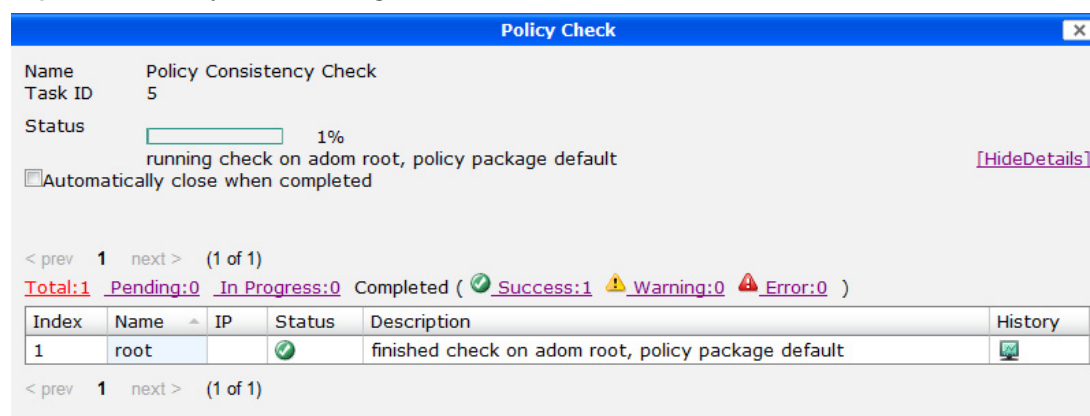 Policy Check
Name Policy Consistency Check
Task ID 5
Status 1%
running check on adom root, policy package default [HideDetails]
Automatically close when completed
< prev 1 next > (1 of 1)
Total:1 Pending:0 In Progress:0 Completed ( Success:1 Warning:0 Error:0 )
Index Name IP Status Description History
1 root finished check on adom root, policy package default
< prev 1 next > (1 of 1)